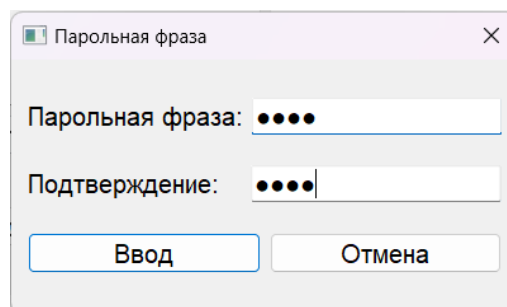 Парольная фраза
Парольная фраза: ●●●●
Подтверждение: ●●●●
Ввод Отмена